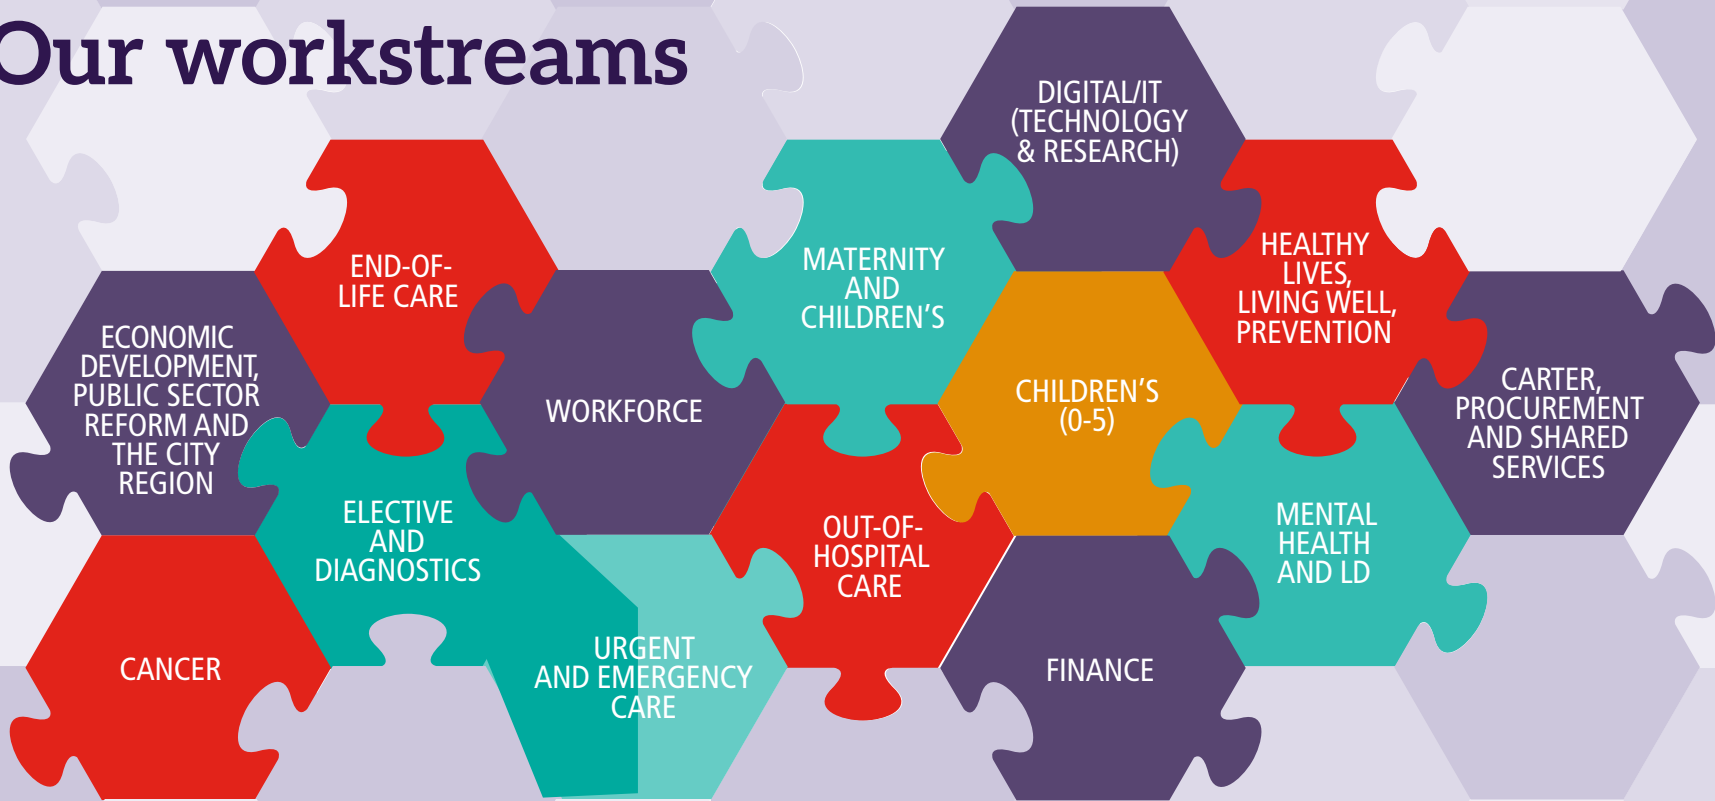 Our workstreams
DIGITAL/IT
(TECHNOLOGY
& RESEARCH)
END-OF-
LIFE CARE
MATERNITY
AND
CHILDREN'S
HEALTHY
LIVES,
LIVING WELL,
PREVENTION
ECONOMIC
DEVELOPMENT,
PUBLIC SECTOR
REFORM AND
THE CITY
REGION
WORKFORCE
CHILDREN'S
(0-5)
CARTER,
PROCUREMENT
AND SHARED
SERVICES
ELECTIVE
AND
DIAGNOSTICS
OUT-OF-
HOSPITAL
CARE
MENTAL
HEALTH
AND LD
CANCER
URGENT
AND EMERGENCY
CARE
FINANCE